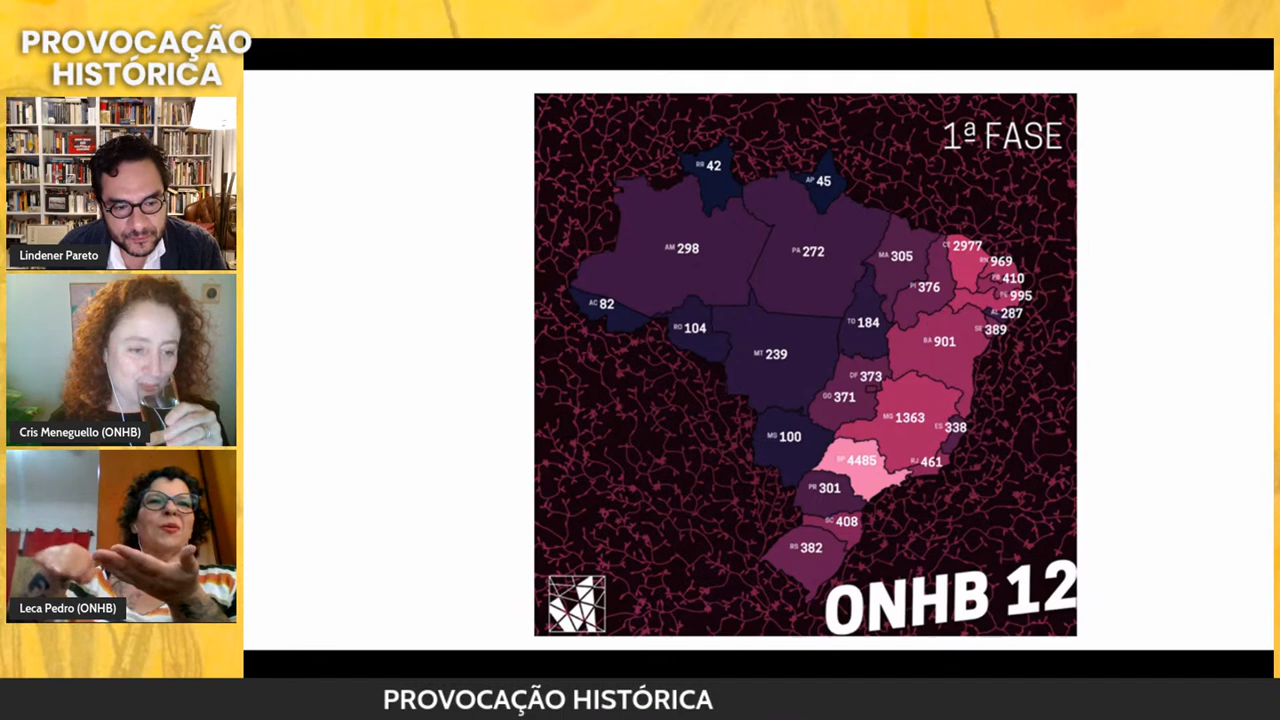 PROVOCAÇÃO
HISTÓRICA
Lindener Pareto
Cris Meneguello (ONHB)
Leca Pedro (ONHB)
1ª FASE
RR 42
AP 45
AM 298
PA 272
MA 305
CE 2977
RN 969
PB 410
PI 376
PE 995
AL 287
SE 389
AC 82
RO 104
TO 184
BA 901
MT 239
DF 373
GO 371
MG 1363
ES 338
MS 100
SP 4485
RJ 461
PR 301
SC 408
RS 382
ONHB 12
PROVOCAÇÃO HISTÓRICA